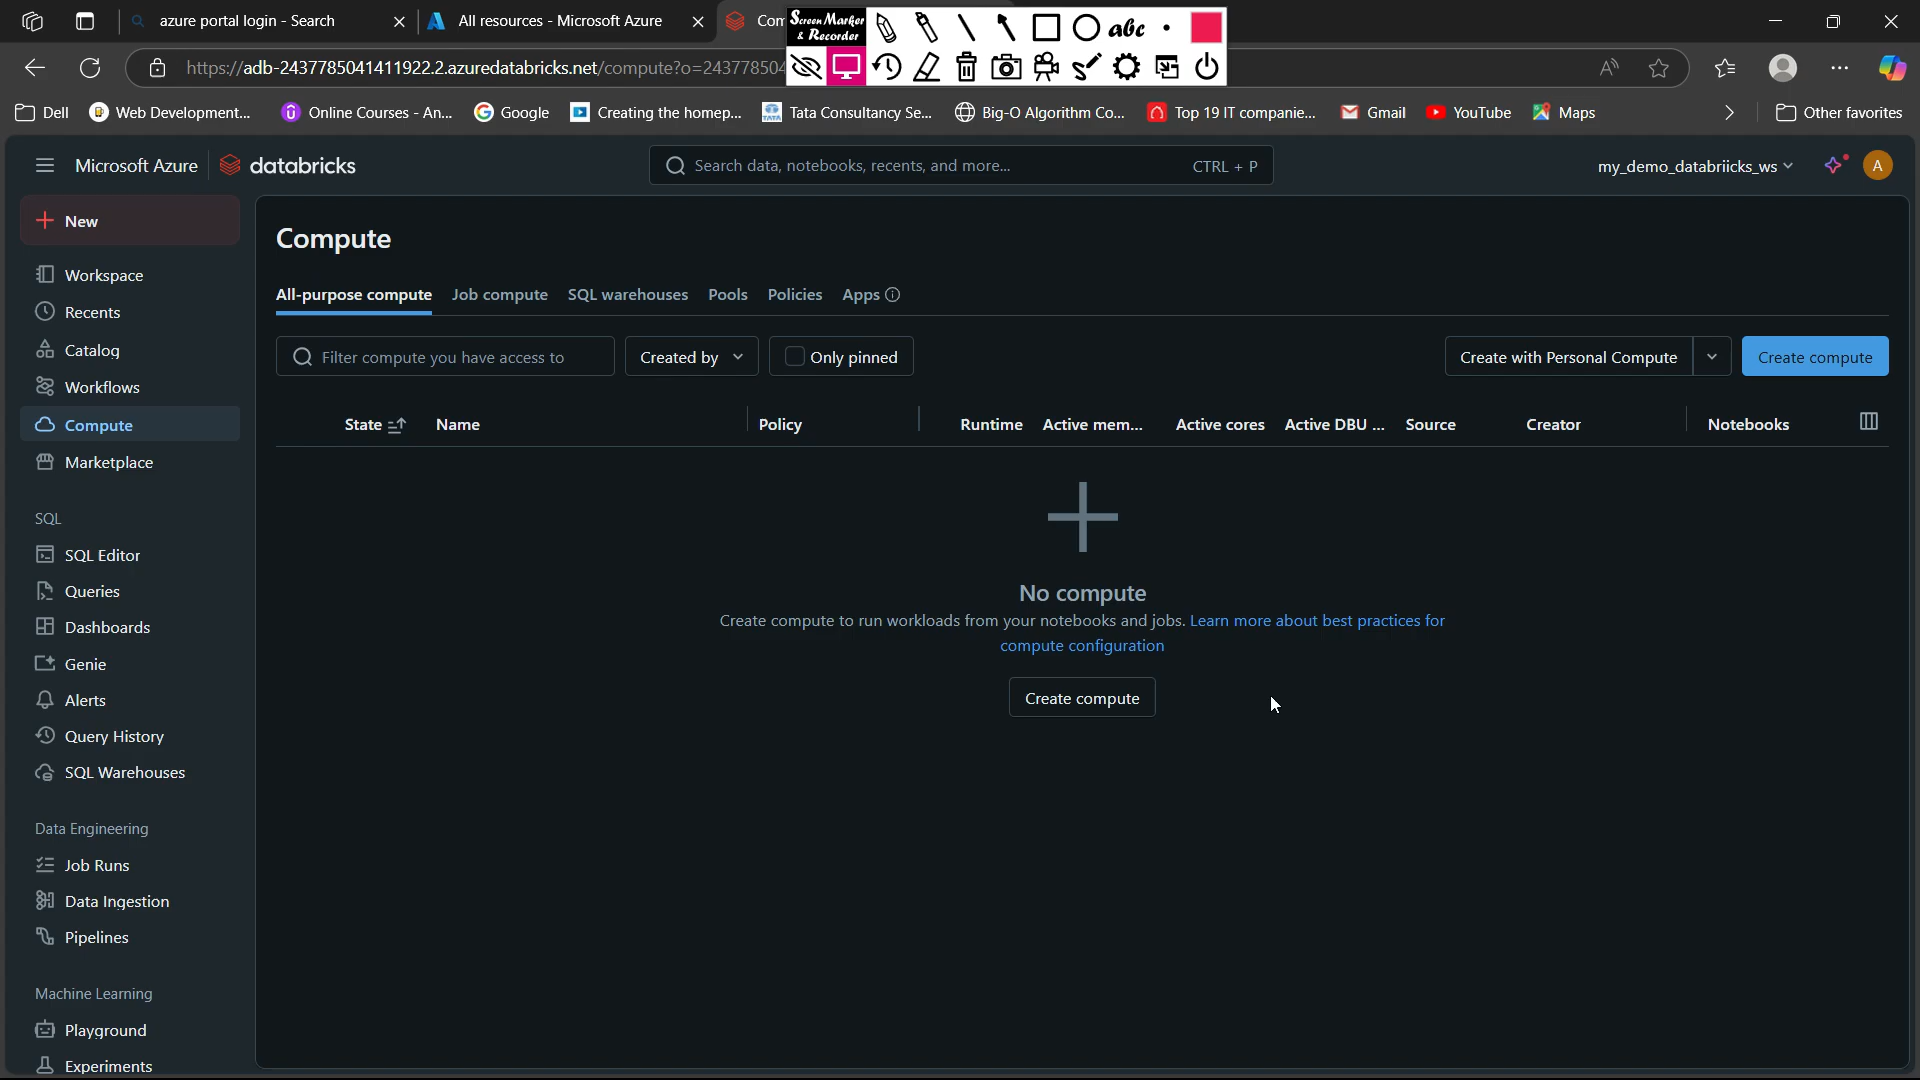 azure portal login - Search
All resources - Microsoft Azure
Com
Screen Marker
& Recorder
abc
https://adb-2437785041411922.2.azuredatabricks.net/compute?o=243778504
Dell
Web Development...
Online Courses - An...
Google
Creating the homep...
TATA
Tata Consultancy Se...
Big-O Algorithm Co...
Top 19 IT companie...
Gmail
YouTube
Maps
Other favorites
Microsoft Azure
databricks
Search data, notebooks, recents, and more...
CTRL + P
my_demo_databriicks_ws
A
New
Workspace
Recents
Catalog
Workflows
Compute
Marketplace
SQL
SQL Editor
Queries
Dashboards
Genie
Alerts
Query History
SQL Warehouses
Data Engineering
Job Runs
Data Ingestion
Pipelines
Machine Learning
Playground
Experiments
Compute
All-purpose compute
Job compute
SQL warehouses
Pools
Policies
Apps
Filter compute you have access to
Created by
Only pinned
Create with Personal Compute
Create compute
State
Name
Policy
Runtime
Active mem...
Active cores
Active DBU ...
Source
Creator
Notebooks
No compute
Create compute to run workloads from your notebooks and jobs. Learn more about best practices for
compute configuration
Create compute